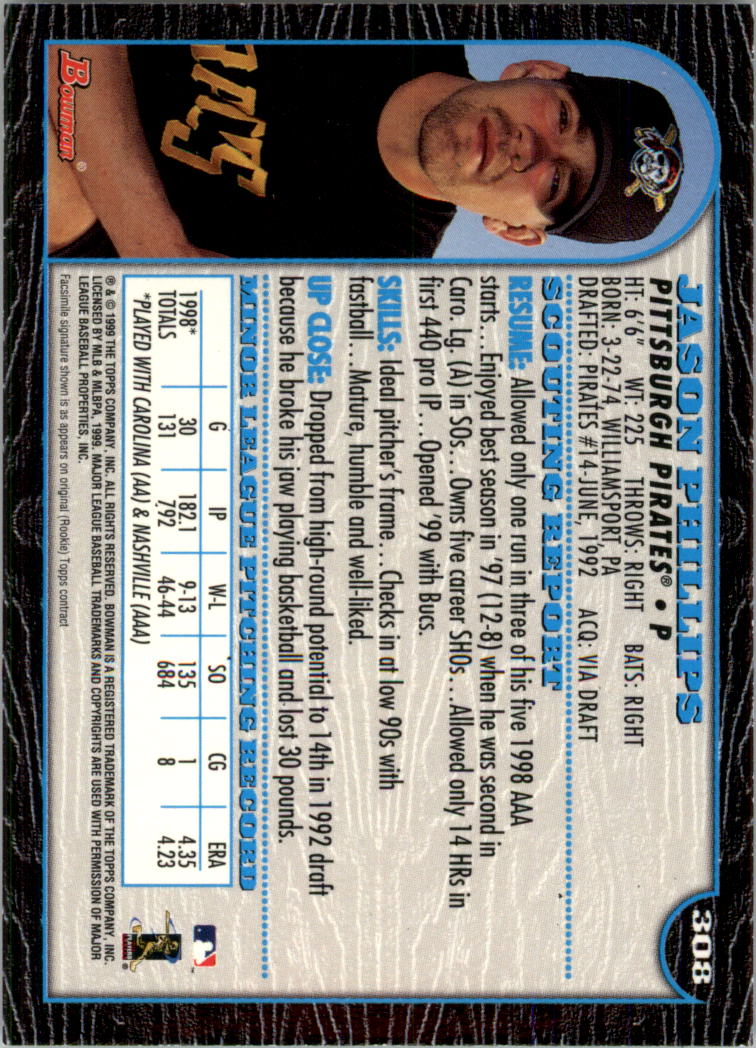 308
JASON PHILLIPS
PITTSBURGH PIRATES® • P
HT: 6'6" WT: 225 THROWS: RIGHT BATS: RIGHT
BORN: 3-22-74, WILLIAMSPORT, PA
DRAFTED: PIRATES #14-JUNE, 1992 ACQ: VIA DRAFT
SCOUTING REPORT
RESUME: Allowed only one run in three of his five 1998 AAA
starts...Enjoyed best season in '97 (12-8) when he was second in
Caro. Lg. (A) in SOs...Owns five career SHOs...Allowed only 14 HRs in
first 440 pro IP...Opened '99 with Bucs.
SKILLS: Ideal pitcher's frame...Checks in at low 90s with
fastball...Mature, humble and well-liked.
UP CLOSE: Dropped from high-round potential to 14th in 1992 draft
because he broke his jaw playing basketball and lost 30 pounds.
MINOR LEAGUE PITCHING RECORD
G IP W-L SO CG ERA
1998* 30 182.1 9-13 135 1 4.35
TOTALS 131 792 46-44 684 8 4.23
*PLAYED WITH CAROLINA (AA) & NASHVILLE (AAA)
® & © 1999 THE TOPPS COMPANY, INC. ALL RIGHTS RESERVED. BOWMAN IS A REGISTERED TRADEMARK OF THE TOPPS COMPANY, INC.
LICENSED BY MLB & MLBPA, 1999. MAJOR LEAGUE BASEBALL TRADEMARKS AND COPYRIGHTS ARE USED WITH PERMISSION OF MAJOR
LEAGUE BASEBALL PROPERTIES, INC.
Facsimile signature shown is as appears on original (Rookie) Topps contract
Bowman®